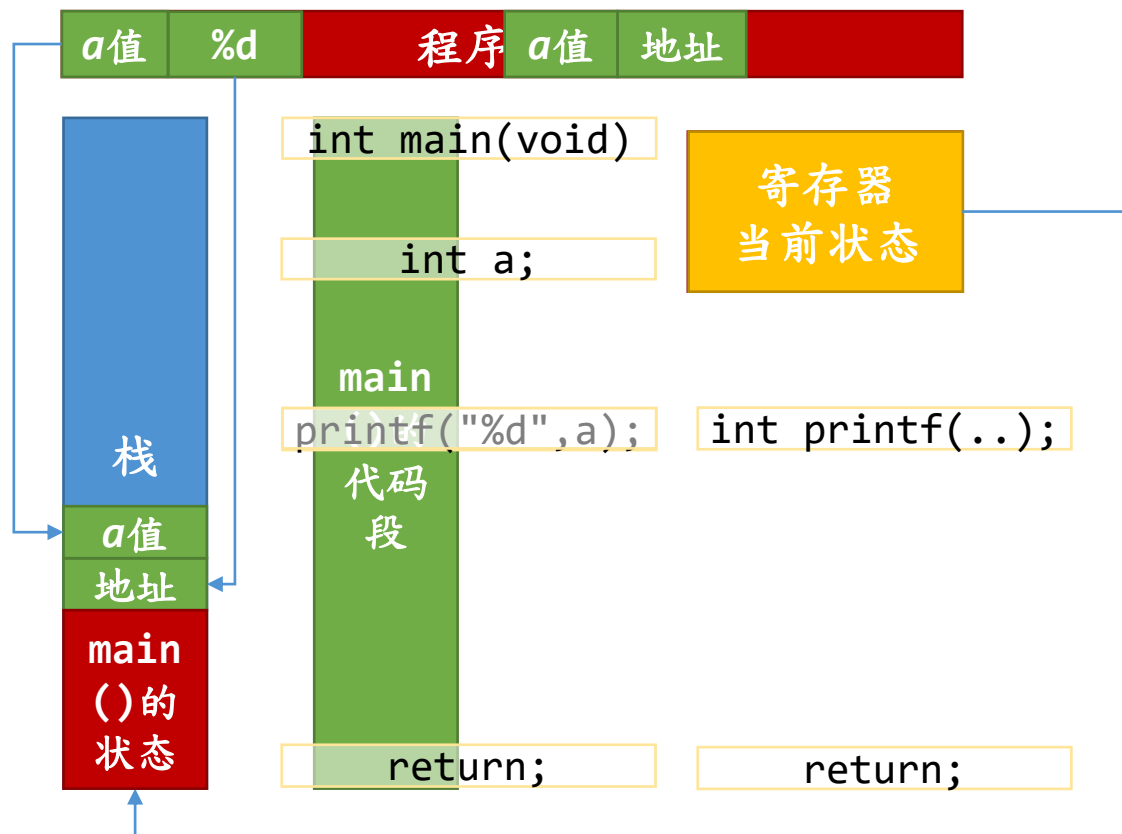 a值 %d 程序 a值 地址
int main(void)
寄存器
当前状态
int a;
main
()的
代码
段
printf("%d",a);
int printf(..);
栈
a值
地址
main
()的
状态
return;
return;